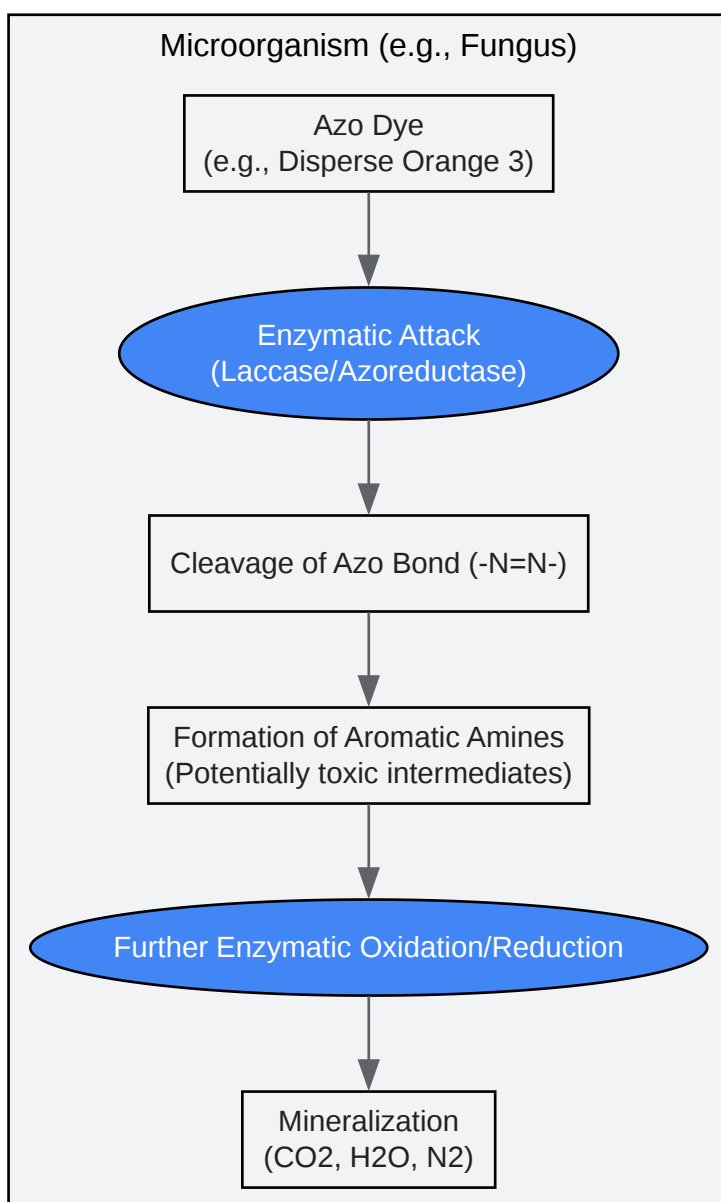 Microorganism (e.g., Fungus)
Azo Dye
(e.g., Disperse Orange 3)
Enzymatic Attack
(Laccase/Azoreductase)
Cleavage of Azo Bond (-N=N-)
Formation of Aromatic Amines
(Potentially toxic intermediates)
Further Enzymatic Oxidation/Reduction
Mineralization
(CO2, H2O, N2)